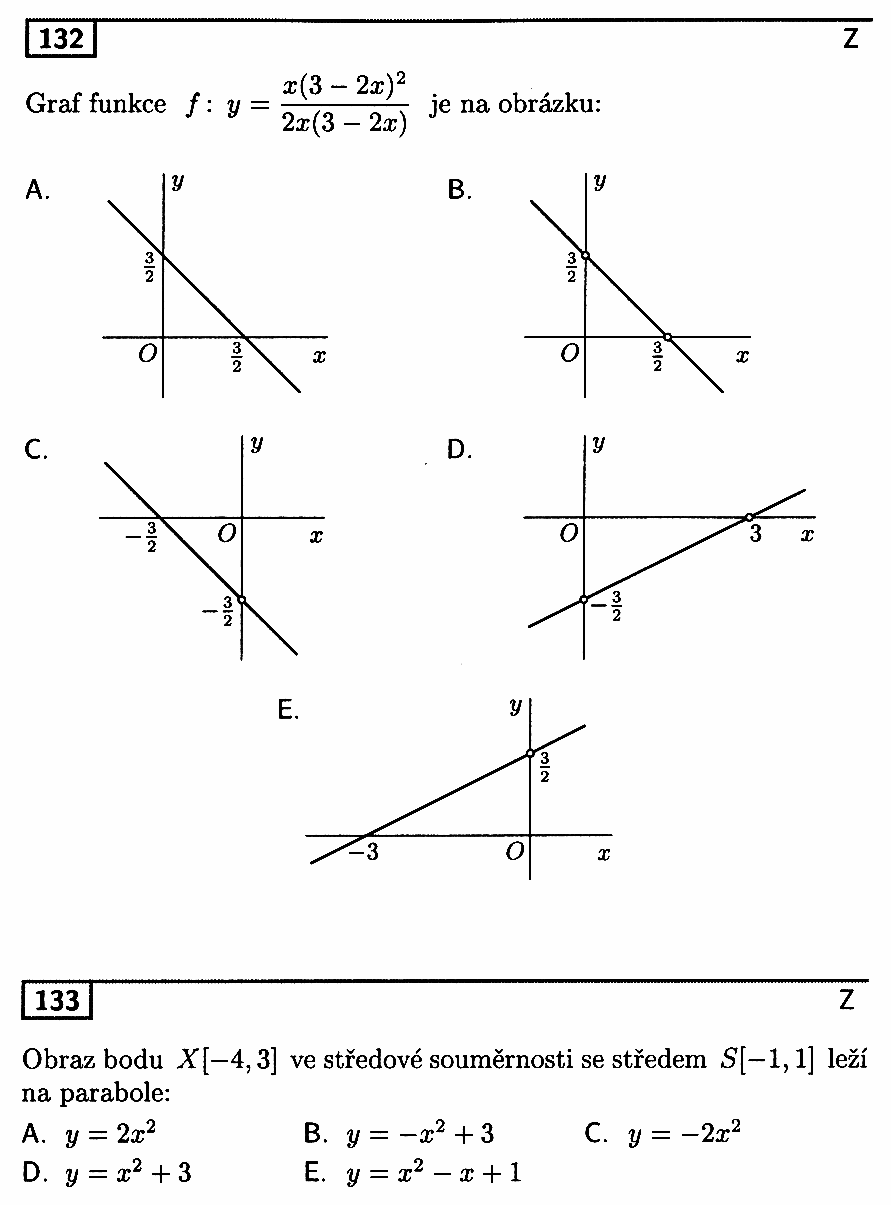 132 Z
Graf funkce f: y = x(3 − 2x)² / 2x(3 − 2x) je na obrázku:
A. y 3/2 O 3/2 x
B. y 3/2 O 3/2 x
C. y −3/2 O x −3/2
D. y O 3 x −3/2
E. y 3/2 −3 O x
133 Z
Obraz bodu X[−4, 3] ve středové souměrnosti se středem S[−1, 1] leží
na parabole:
A. y = 2x² B. y = −x² + 3 C. y = −2x²
D. y = x² + 3 E. y = x² − x + 1